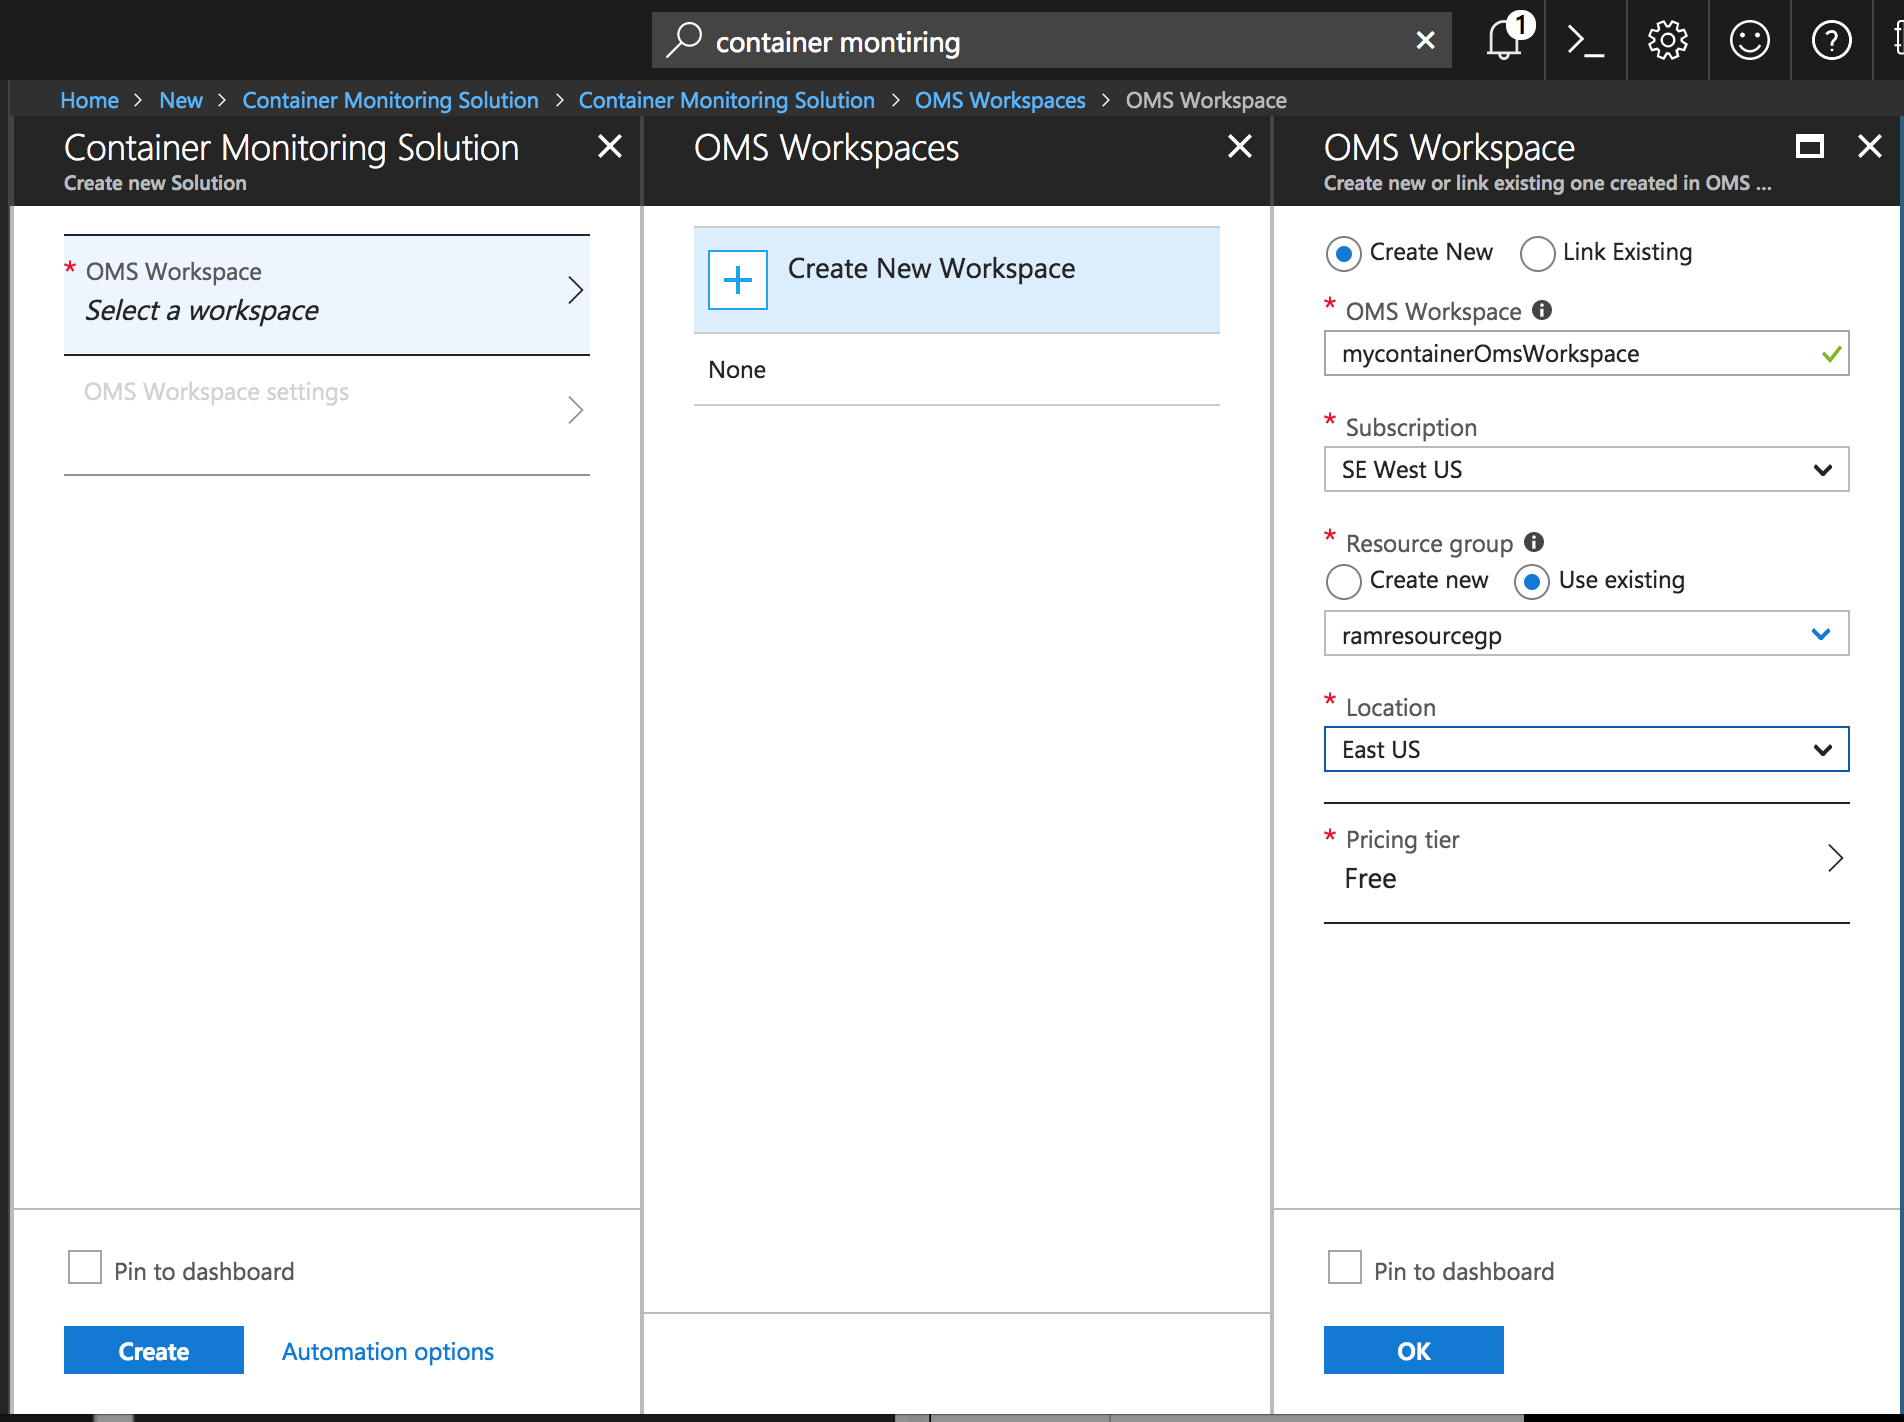 container montiring
1
Home > New > Container Monitoring Solution > Container Monitoring Solution > OMS Workspaces > OMS Workspace
Container Monitoring Solution
Create new Solution
* OMS Workspace
Select a workspace
OMS Workspace settings
Pin to dashboard
Create
Automation options
OMS Workspaces
Create New Workspace
None
OMS Workspace
Create new or link existing one created in OMS ...
Create New Link Existing
* OMS Workspace
mycontainerOmsWorkspace
* Subscription
SE West US
* Resource group
Create new Use existing
ramresourcegp
* Location
East US
* Pricing tier
Free
Pin to dashboard
OK